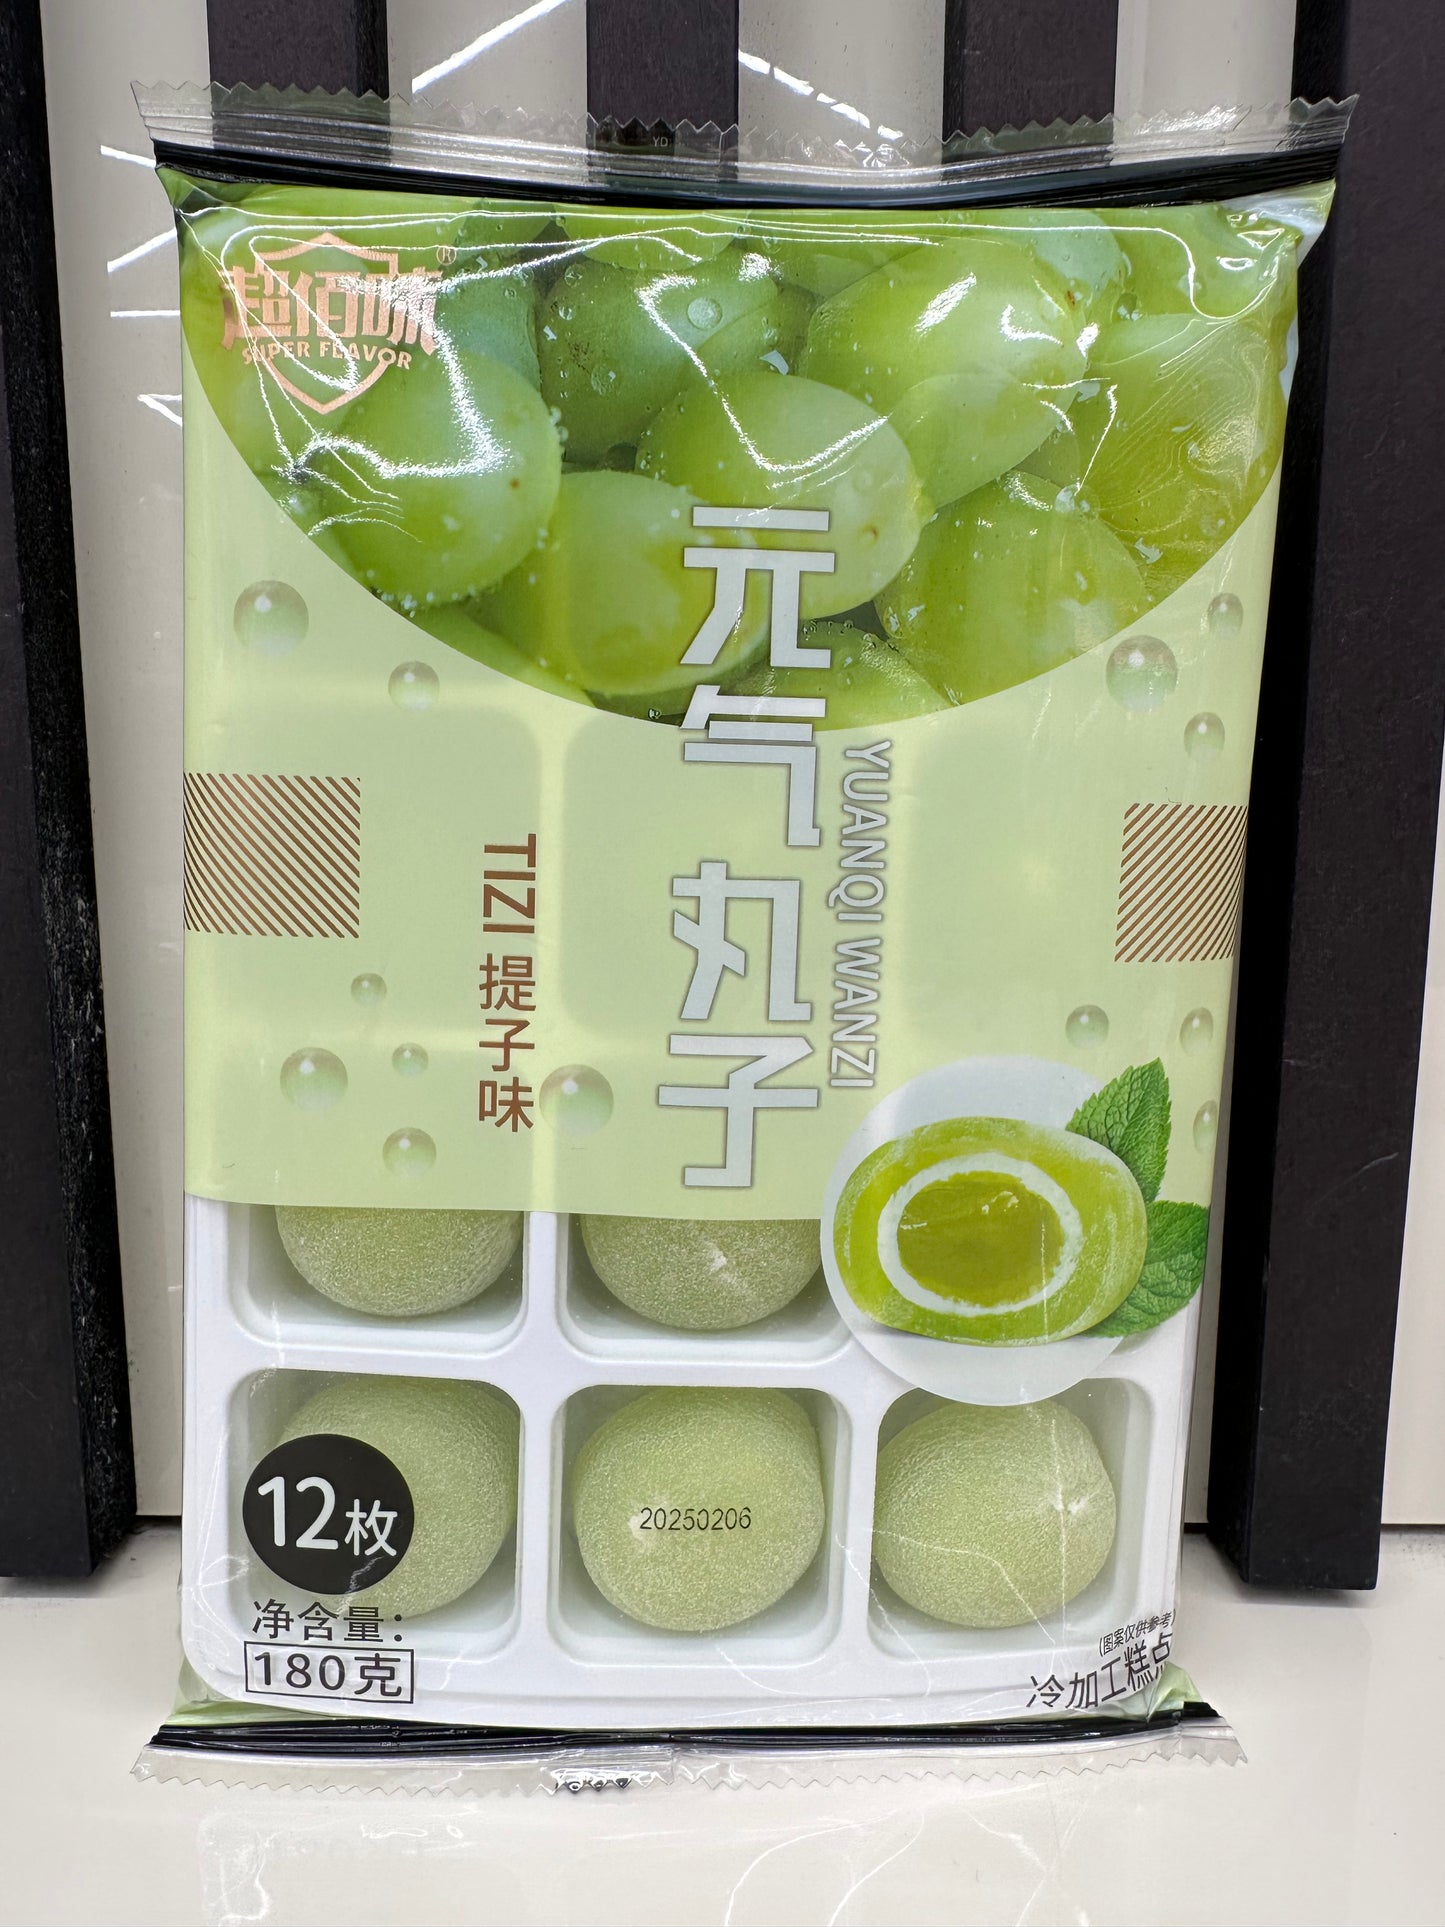 超佰味®
SUPER FLAVOR
元气丸子
YUANQI WANZI
TIZI 提子味
12枚
20250206
净含量：
180克
(图案仅供参考)
冷加工糕点